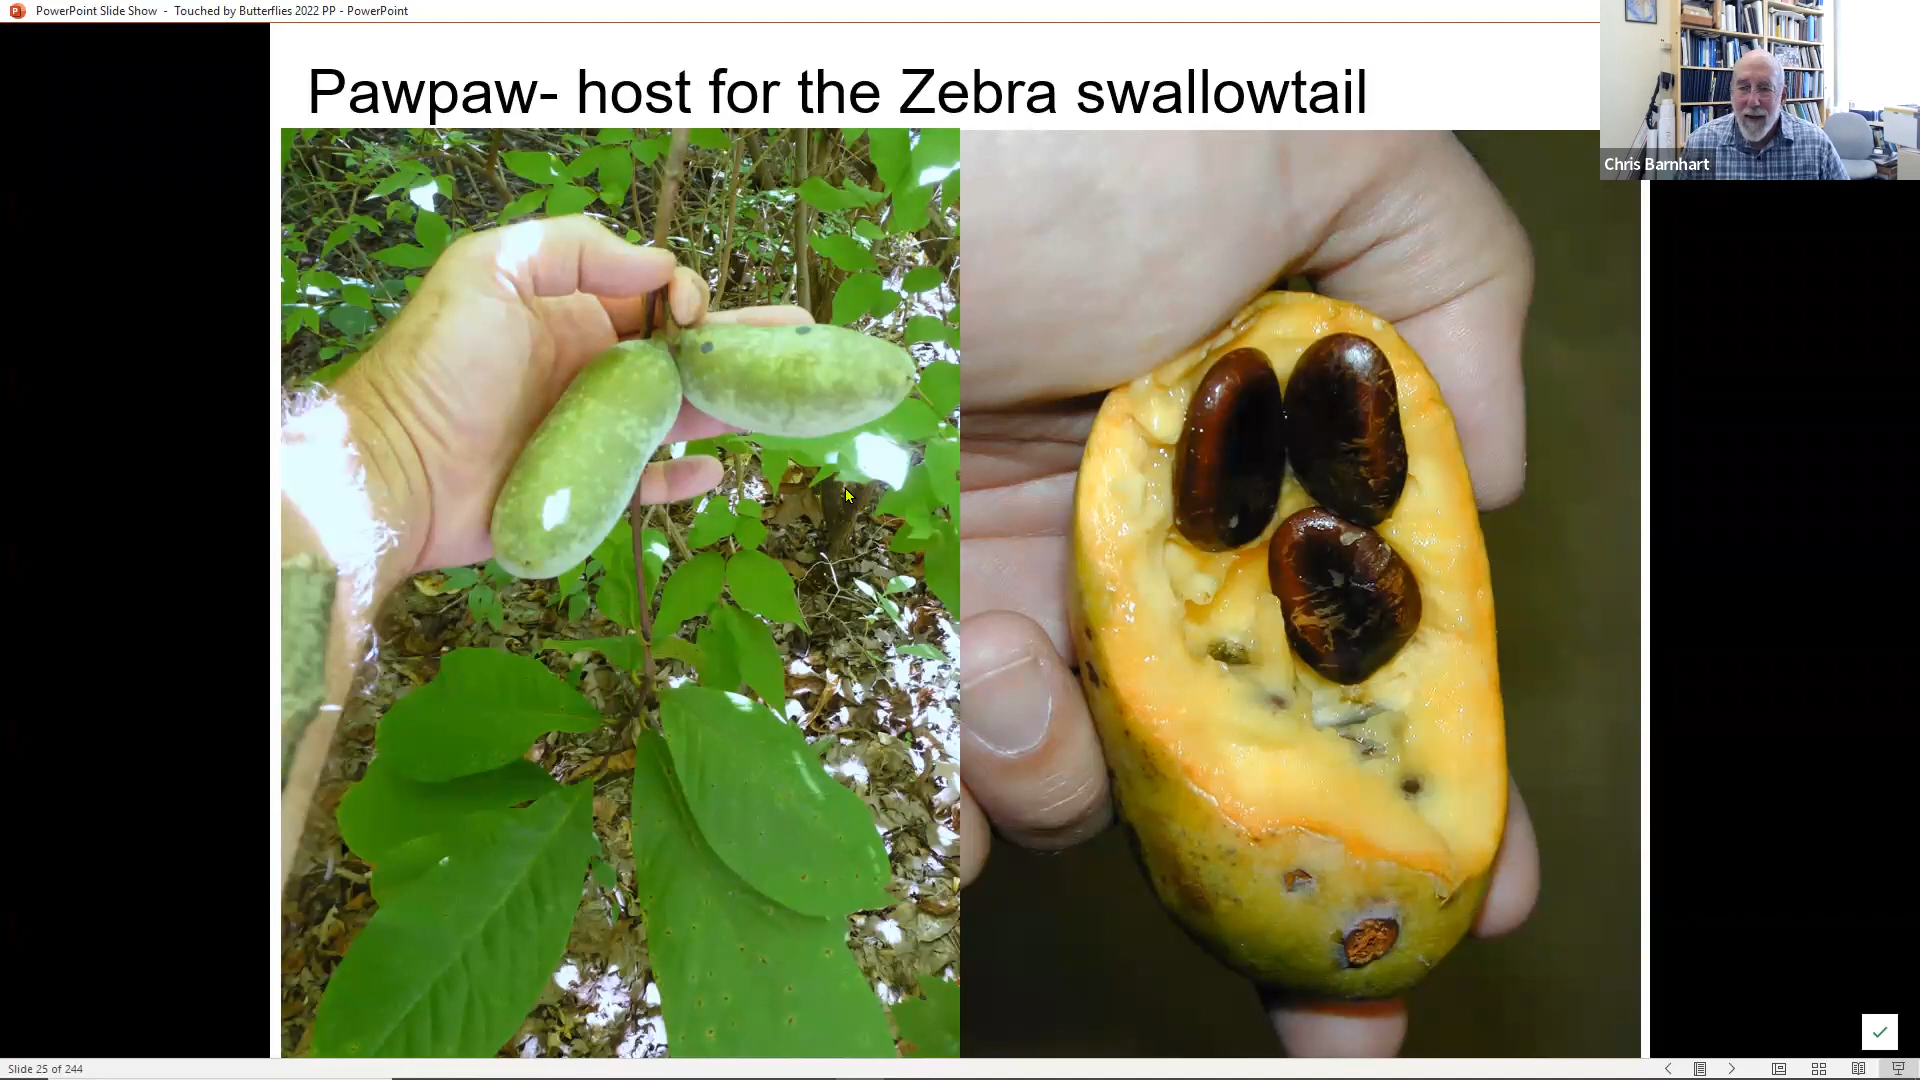 PowerPoint Slide Show - Touched by Butterflies 2022 PP - PowerPoint
Pawpaw- host for the Zebra swallowtail
Chris Barnhart
Slide 25 of 244